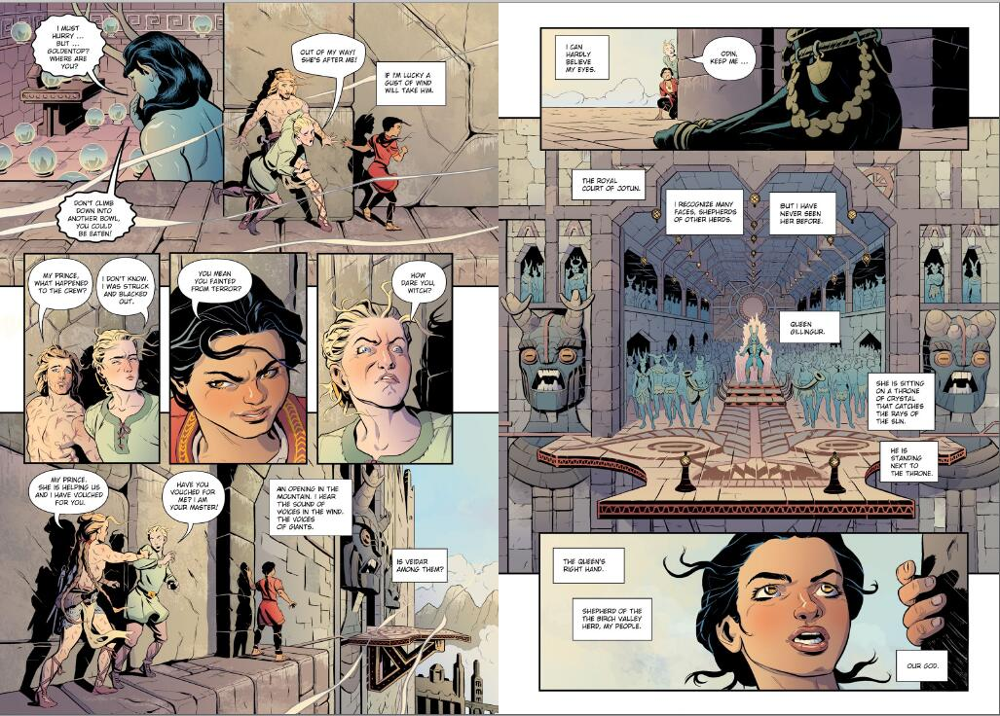 I MUST
HURRY ...
BUT ...
GOLDENTOP?
WHERE ARE
YOU?
DON'T CLIMB
DOWN INTO
ANOTHER BOWL,
YOU COULD
BE EATEN!
OUT OF MY WAY!
SHE'S AFTER ME!
IF I'M LUCKY A
GUST OF WIND
WILL TAKE HIM.
MY PRINCE,
WHAT HAPPENED
TO THE CREW?
I DON'T KNOW.
I WAS STRUCK
AND BLACKED
OUT.
YOU MEAN
YOU FAINTED
FROM TERROR?
HOW
DARE YOU,
WITCH?
MY PRINCE.
SHE IS HELPING US
AND I HAVE VOUCHED
FOR YOU.
HAVE YOU
VOUCHED FOR
ME? I AM
YOUR MASTER!
AN OPENING IN THE
MOUNTAIN. I HEAR
THE SOUND OF
VOICES IN THE WIND.
THE VOICES
OF GIANTS.
IS VEIDAR
AMONG THEM?
I CAN
HARDLY
BELIEVE
MY EYES.
ODIN,
KEEP ME ...
THE ROYAL
COURT OF JOTUN.
I RECOGNIZE MANY
FACES, SHEPHERDS
OF OTHER HERDS.
BUT I HAVE
NEVER SEEN
HER BEFORE.
QUEEN
GILLINGUR.
SHE IS SITTING
ON A THRONE
OF CRYSTAL
THAT CATCHES
THE RAYS OF
THE SUN.
HE IS
STANDING
NEXT TO
THE THRONE.
THE QUEEN'S
RIGHT HAND.
SHEPHERD OF THE
THE BIRCH VALLEY
HERD, MY PEOPLE.
OUR GOD.